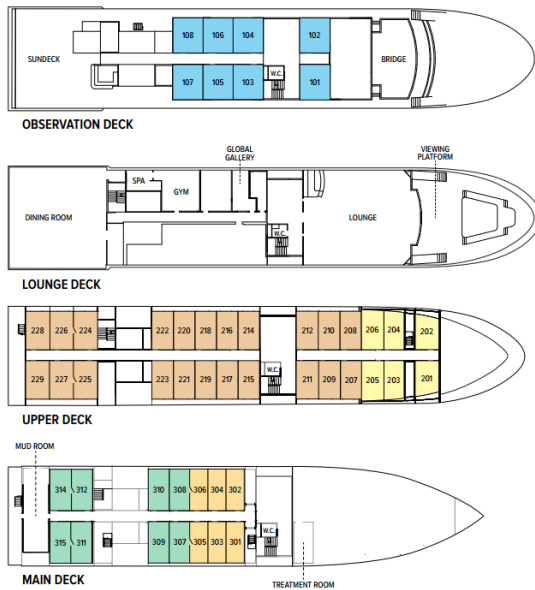 108 106 104 102
SUNDECK
BRIDGE
W.C.
107 105 103 101
OBSERVATION DECK
GLOBAL
GALLERY
VIEWING
PLATFORM
SPA
GYM
DINING ROOM
LOUNGE
W.C.
LOUNGE DECK
228 226 224 222 220 218 216 214 212 210 208 206 204 202
W.C.
229 227 225 223 221 219 217 215 211 209 207 205 203 201
UPPER DECK
MUD ROOM
314 312 310 308 306 304 302
W.C.
315 311 309 307 305 303 301
MAIN DECK
TREATMENT ROOM